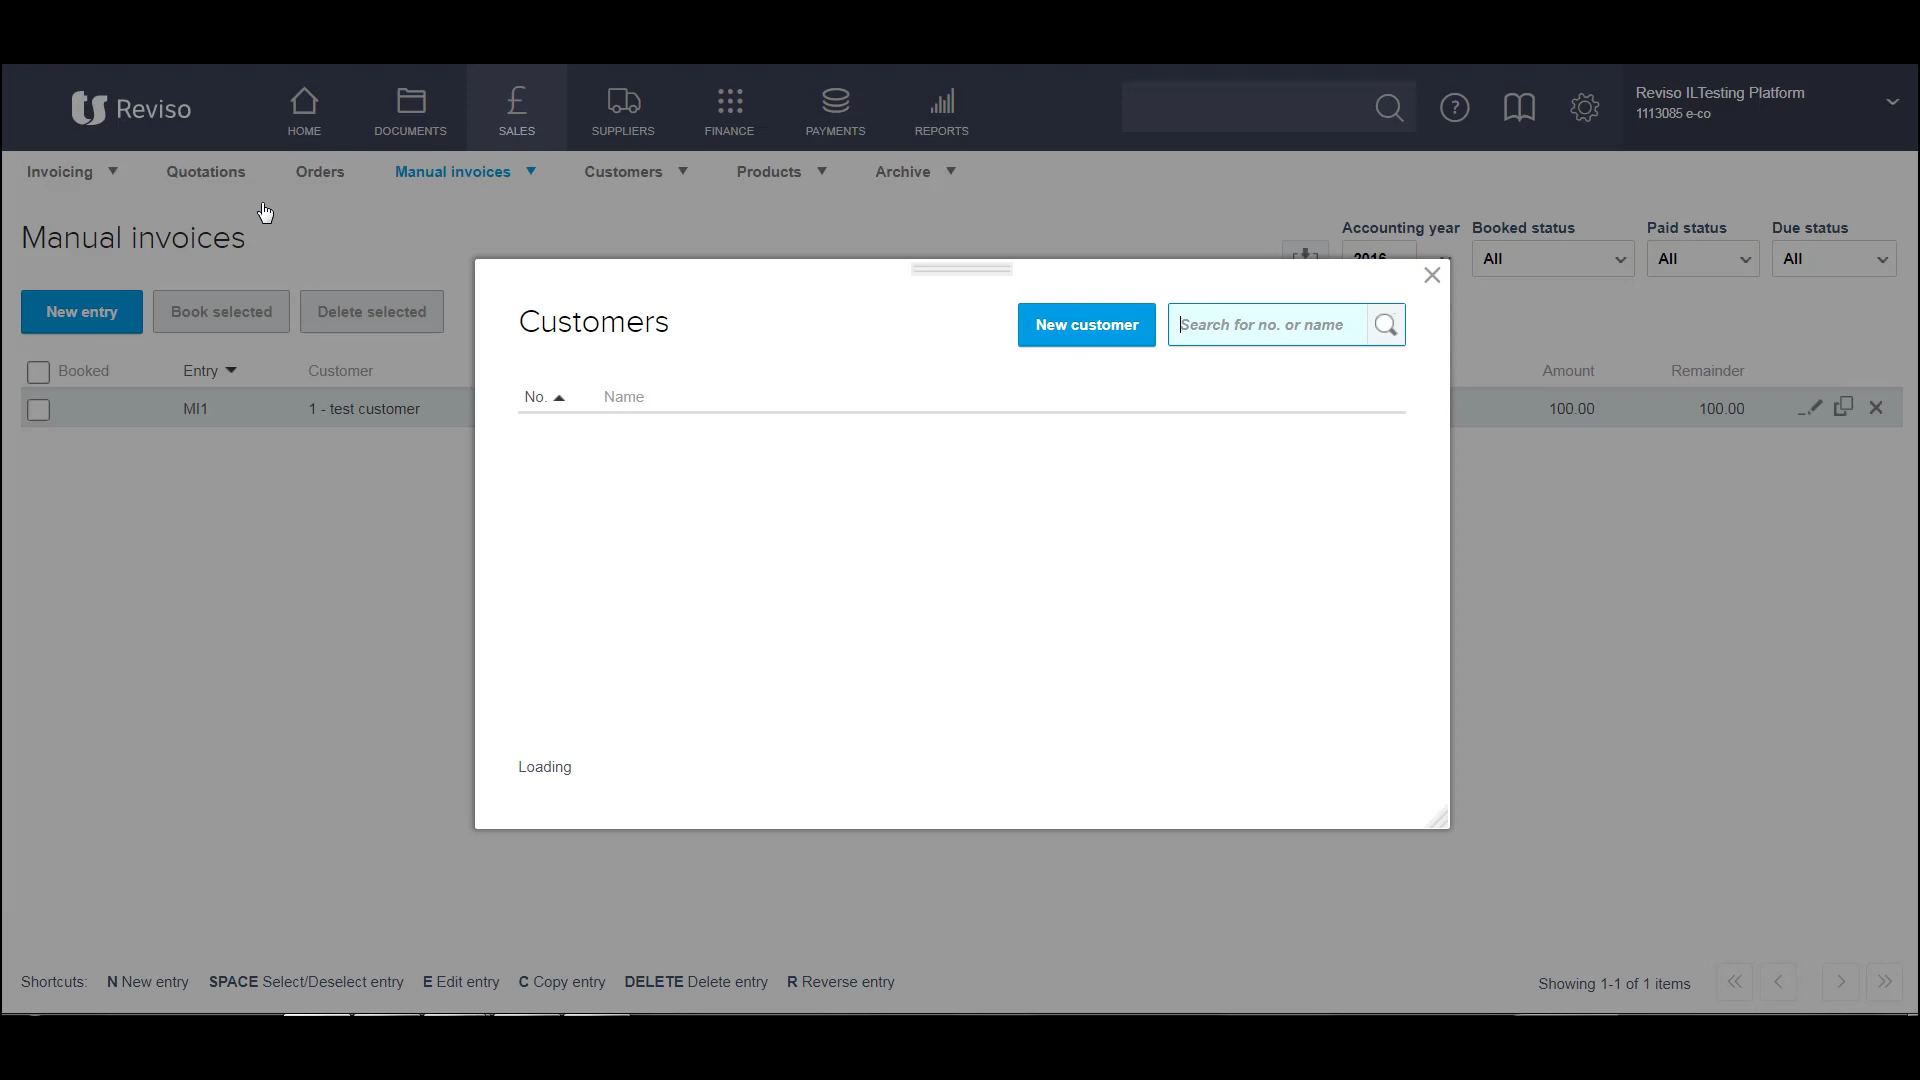 Reviso
HOME
DOCUMENTS
£
SALES
SUPPLIERS
FINANCE
PAYMENTS
REPORTS
?
Reviso ILTesting Platform
1113085 e-co
Invoicing
Quotations
Orders
Manual invoices
Customers
Products
Archive
Manual invoices
Accounting year
Booked status
Paid status
Due status
2016
All
All
All
New entry
Book selected
Delete selected
Customers
New customer
Search for no. or name
Booked
Entry
Customer
Amount
Remainder
No.
Name
MI1
1 - test customer
100.00
100.00
Loading
Shortcuts: N New entry SPACE Select/Deselect entry E Edit entry C Copy entry DELETE Delete entry R Reverse entry
Showing 1-1 of 1 items